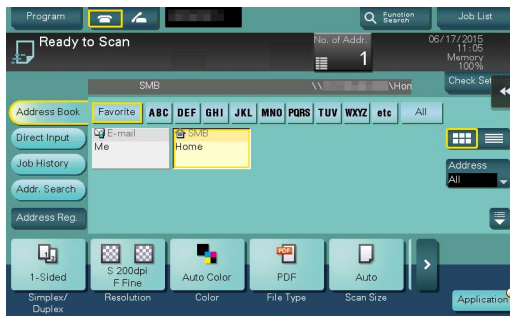 Program
Function
Search
Job List
Ready to Scan
No. of Addr.
1
06/17/2015
11:05
Memory
100%
SMB
\\
\Hon
Check Set
Address Book
Favorite ABC DEF GHI JKL MNO PQRS TUV WXYZ etc All
Direct Input
E-mail
Me
SMB
Home
Job History
Address
All
Addr. Search
Address Reg.
1-Sided
S 200dpi
F Fine
Auto Color
PDF
PDF
Auto
Simplex/
Duplex
Resolution
Color
File Type
Scan Size
Application